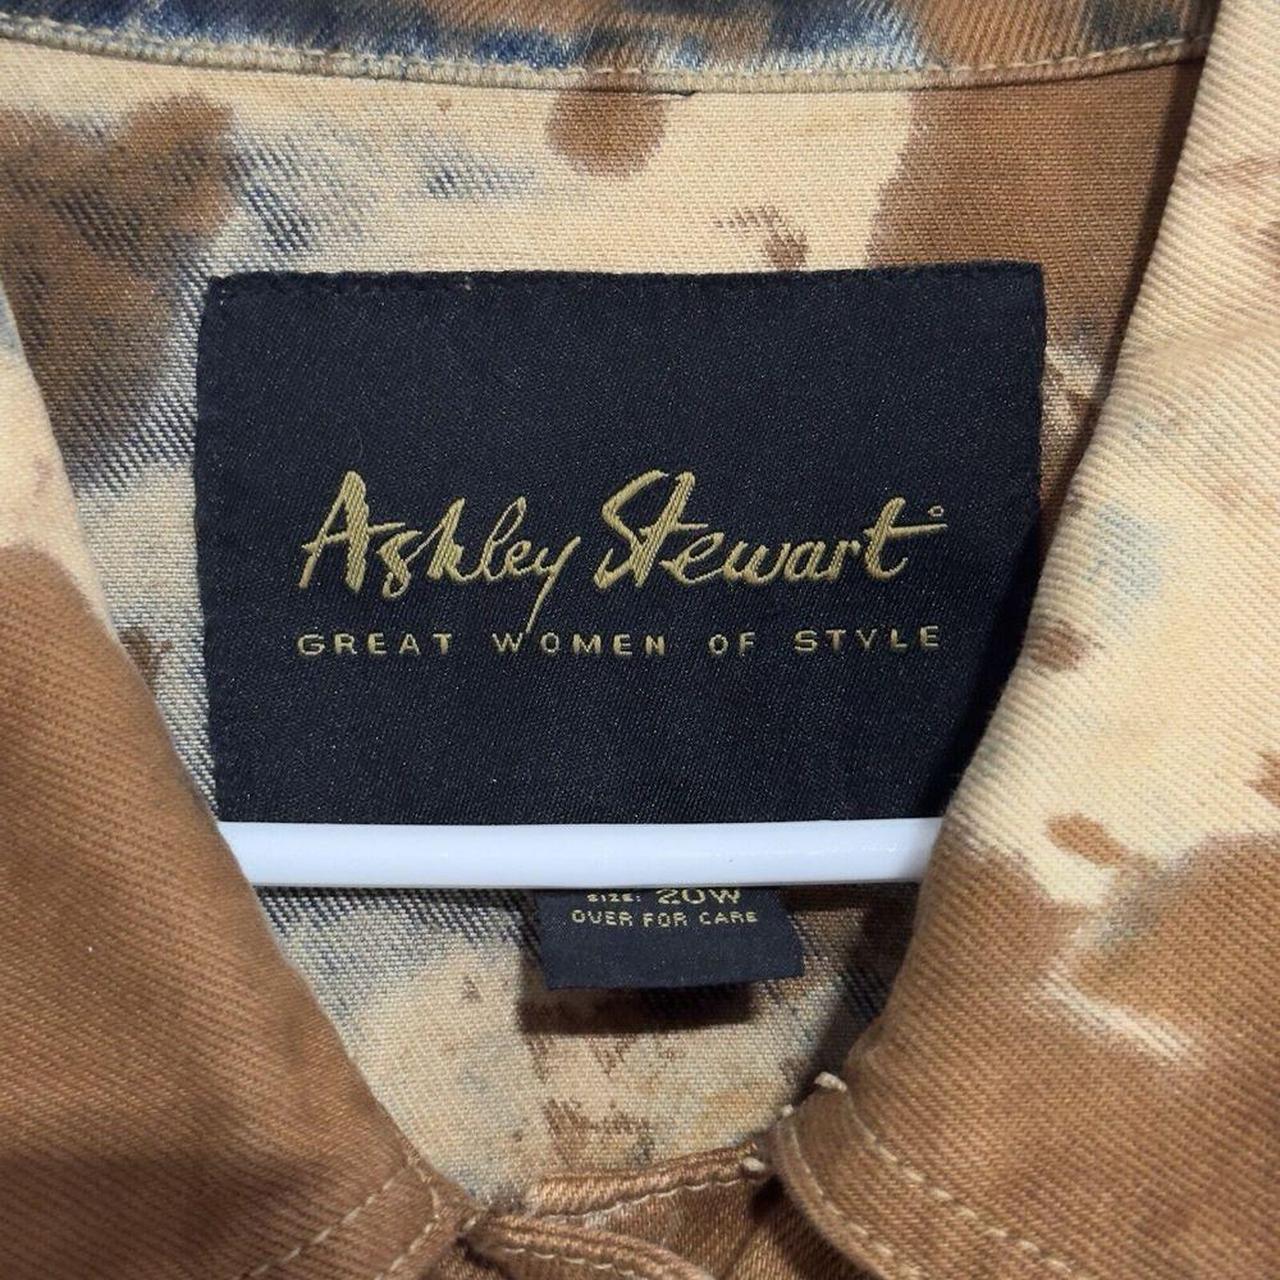 Ashley Stewart
GREAT WOMEN OF STYLE
SIZE: 20W
OVER FOR CARE